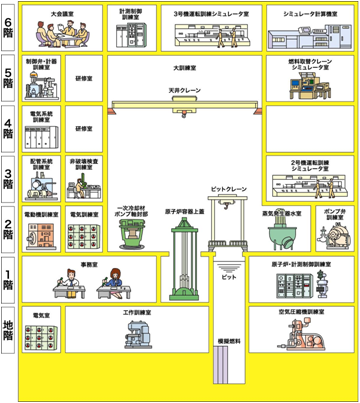 6階
大会議室
計測制御
訓練室
3号機運転訓練シミュレータ室
シミュレータ計算機室
5階
制御弁・計器
訓練室
研修室
大訓練室
天井クレーン
燃料取替クレーン
シミュレータ室
4階
電気系統
訓練室
研修室
3階
配管系統
訓練室
非破壊検査
訓練室
2号機運転訓練
シミュレータ室
2階
電動機訓練室
電気訓練室
一次冷却材
ポンプ軸封部
原子炉容器上蓋
ピットクレーン
蒸気発生器水室
ポンプ弁
訓練室
1階
事務室
ピット
原子炉・計測制御訓練室
地階
電気室
工作訓練室
模擬燃料
空気圧縮機訓練室